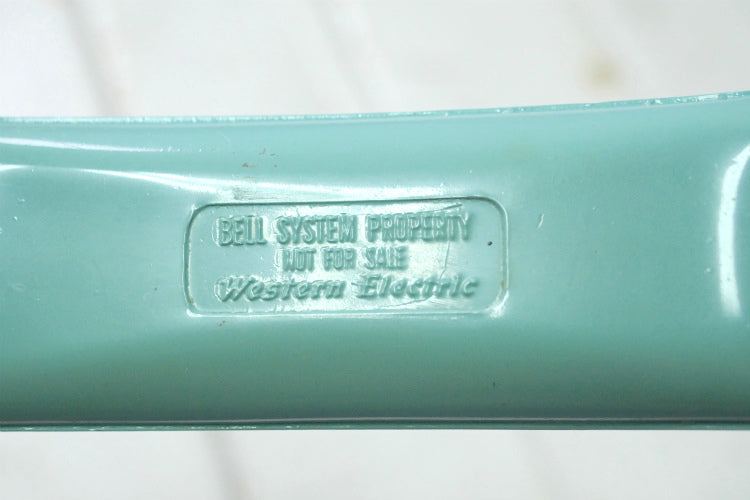 BELL SYSTEM PROPERTY
NOT FOR SALE
Western Electric